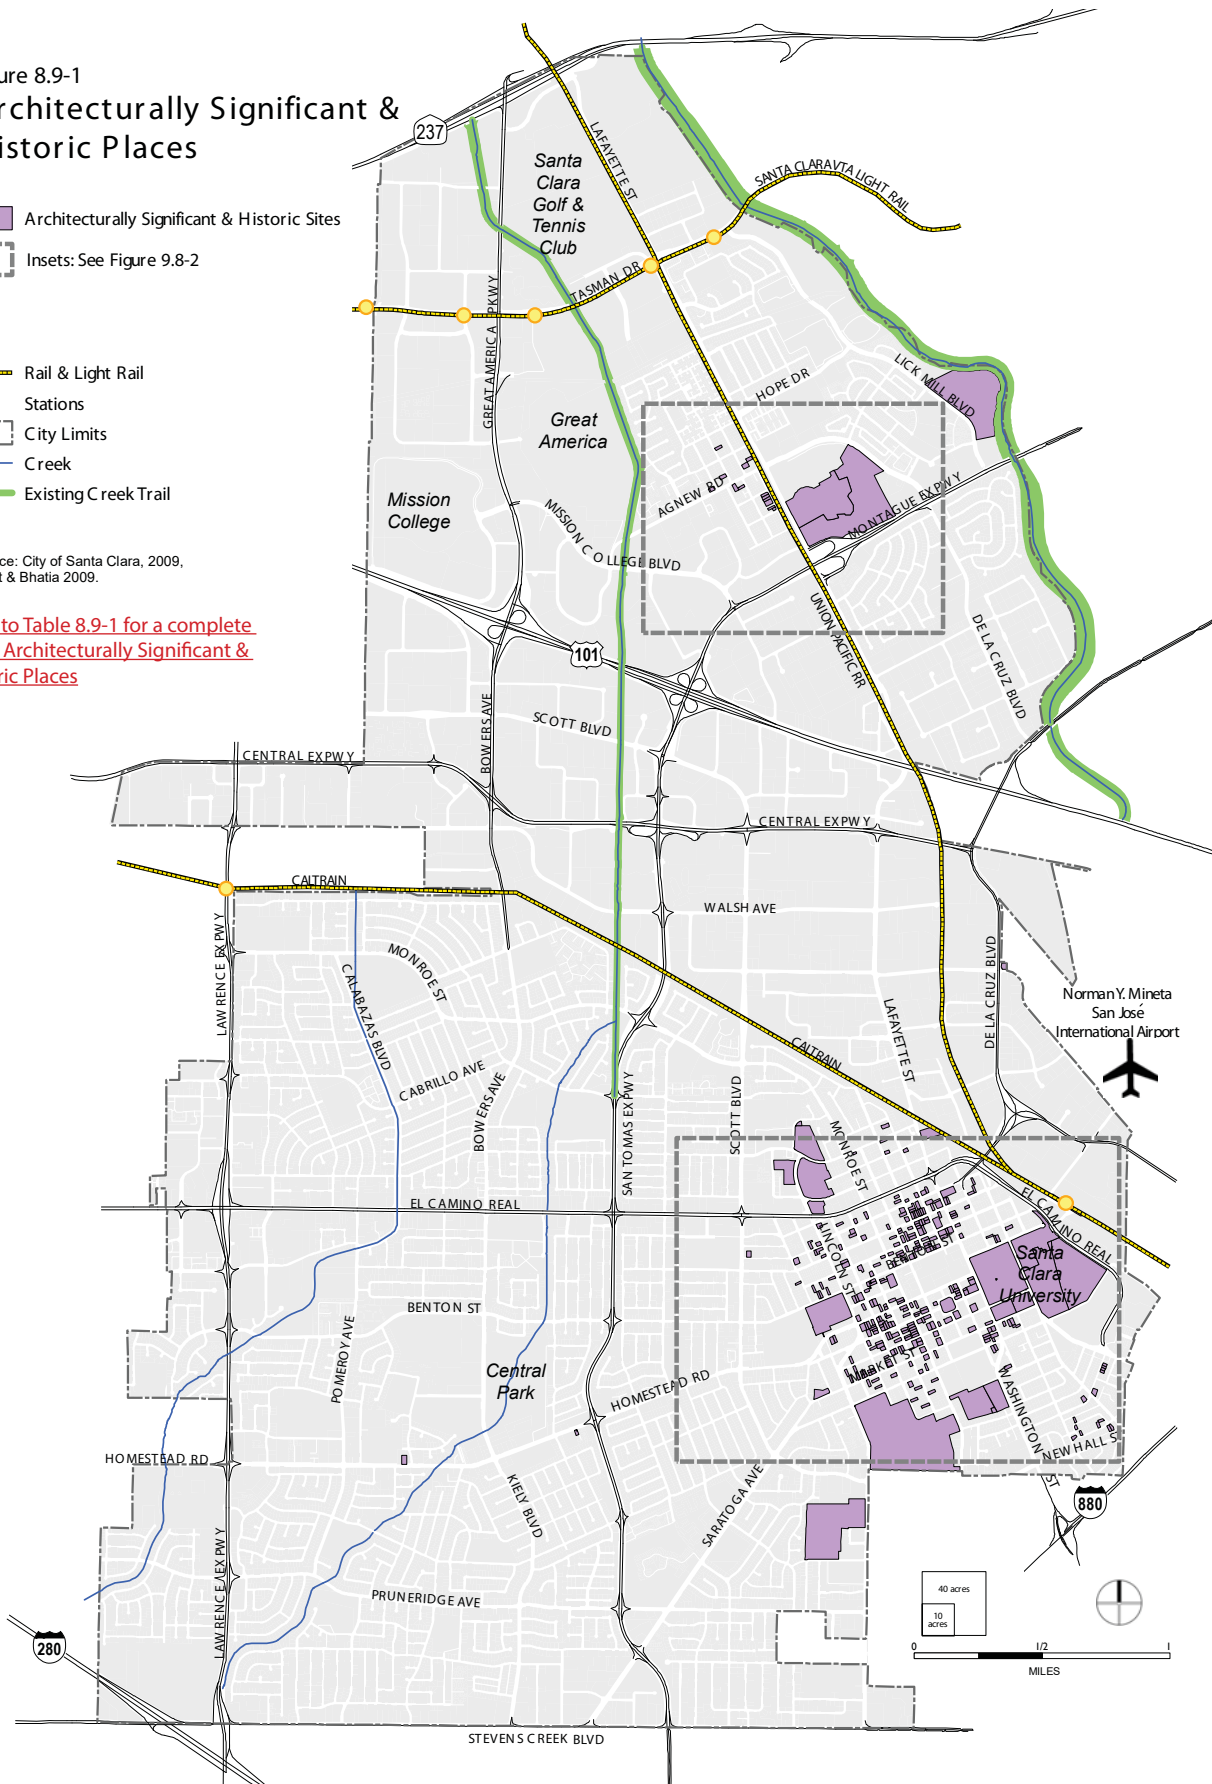 ure 8.9-1
rchitecturally Significant &
istoric Places
Architecturally Significant & Historic Sites
Insets: See Figure 9.8-2
Rail & Light Rail
Stations
City Limits
Creek
Existing Creek Trail
ce: City of Santa Clara, 2009,
t & Bhatia 2009.
to Table 8.9-1 for a complete
Architecturally Significant &
ric Places
237
LAFAYETTE ST
Santa
Clara
Golf &
Tennis
Club
SANTA CLARA VTA LIGHT RAIL
TASMAN DR
GREAT AMERICA PKWY
HOPE DR
LICK MILL BLVD
Great
America
AGNEW RD
MONTAGUE EXPWY
Mission
College
MISSION COLLEGE BLVD
UNION PACIFIC RR
DE LA CRUZ BLVD
101
BOWERS AVE
SCOTT BLVD
CENTRAL EXPWY
CENTRAL EXPWY
CALTRAIN
WALSH AVE
LAWRENCE EXPWY
MONROE ST
CALABAZAS BLVD
DE LA CRUZ BLVD
Norman Y. Mineta
San José
International Airport
LAFAYETTE ST
CALTRAIN
CABRILLO AVE
BOWERS AVE
SAN TOMAS EXPWY
SCOTT BLVD
MONROE ST
EL CAMINO REAL
EL CAMINO REAL
LINCOLN ST
BENTON ST
Santa
Clara
University
BENTON ST
POMEROY AVE
Central
Park
MARKET ST
HOMESTEAD RD
WASHINGTON ST
NEWHALL S
HOMESTEAD RD
KIELY BLVD
SARATOGA AVE
880
LAWRENCE EXPWY
PRUNERIDGE AVE
40 acres
10
acres
280
0 1/2 1
MILES
STEVENS CREEK BLVD